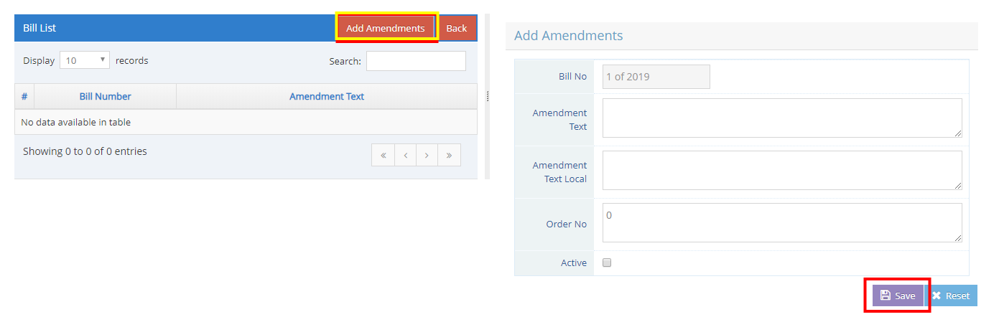 Bill List
Add Amendments
Back
Display 10 records
Search:
# Bill Number Amendment Text
No data available in table
Showing 0 to 0 of 0 entries
« ‹ › »
Add Amendments
Bill No 1 of 2019
Amendment
Text
Amendment
Text Local
Order No 0
Active
Save Reset